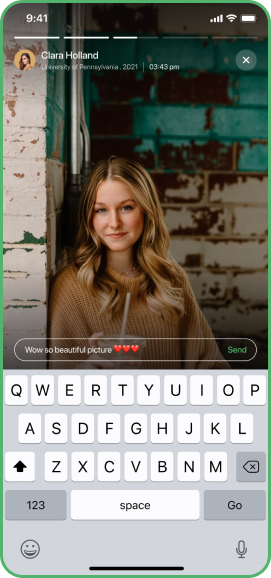 9:41
Clara Holland
University of Pennsylvania . 2021 | 03:43 pm
Wow so beautiful picture ❤❤❤ Send
Q W E R T Y U I O P
A S D F G H J K L
Z X C V B N M
123 space Go